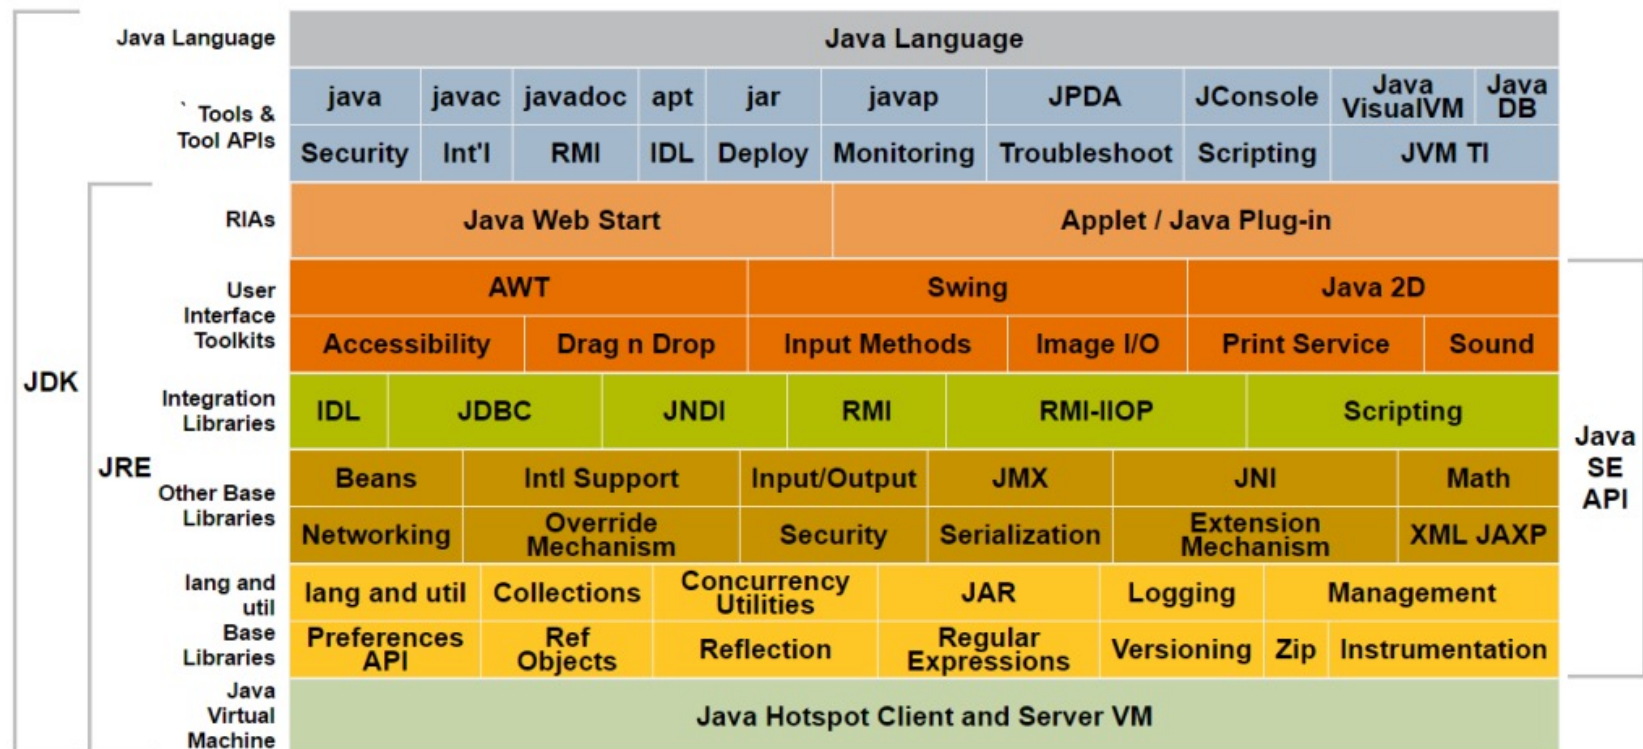 Java Language
Java Language
` Tools &
Tool APIs
java javac javadoc apt jar javap JPDA JConsole Java VisualVM Java DB
Security Int'l RMI IDL Deploy Monitoring Troubleshoot Scripting JVM TI
RIAs
Java Web Start Applet / Java Plug-in
User
Interface
Toolkits
AWT Swing Java 2D
Accessibility Drag n Drop Input Methods Image I/O Print Service Sound
JDK
Integration
Libraries
IDL JDBC JNDI RMI RMI-IIOP Scripting
JRE
Java
SE
API
Other Base
Libraries
Beans Intl Support Input/Output JMX JNI Math
Networking Override Mechanism Security Serialization Extension Mechanism XML JAXP
lang and
util
Base
Libraries
lang and util Collections Concurrency Utilities JAR Logging Management
Preferences API Ref Objects Reflection Regular Expressions Versioning Zip Instrumentation
Java
Virtual
Machine
Java Hotspot Client and Server VM